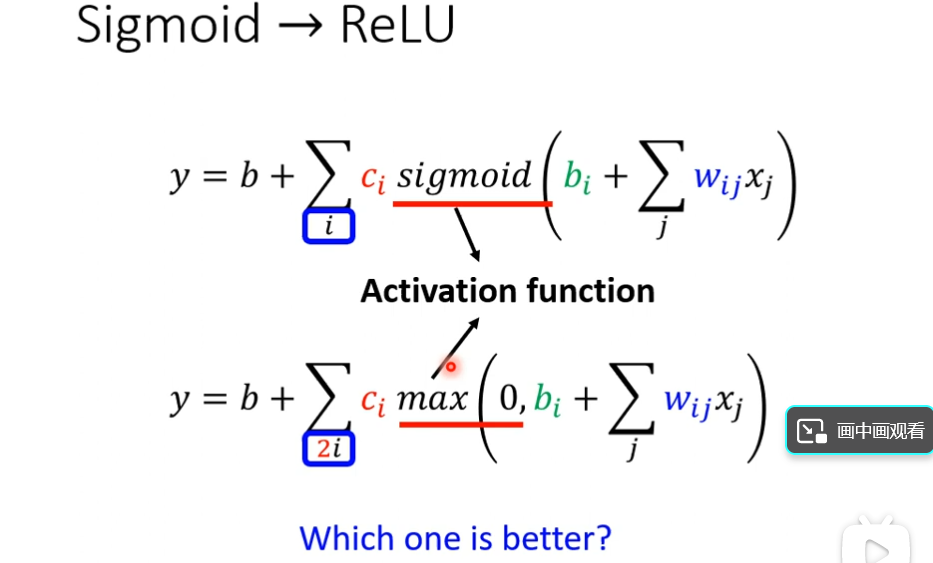 Sigmoid → ReLU
y = b + ∑ᵢ cᵢ sigmoid ( bᵢ + ∑ⱼ wᵢⱼxⱼ )
Activation function
y = b + ∑₂ᵢ cᵢ max ( 0, bᵢ + ∑ⱼ wᵢⱼxⱼ )
画中画观看
Which one is better?